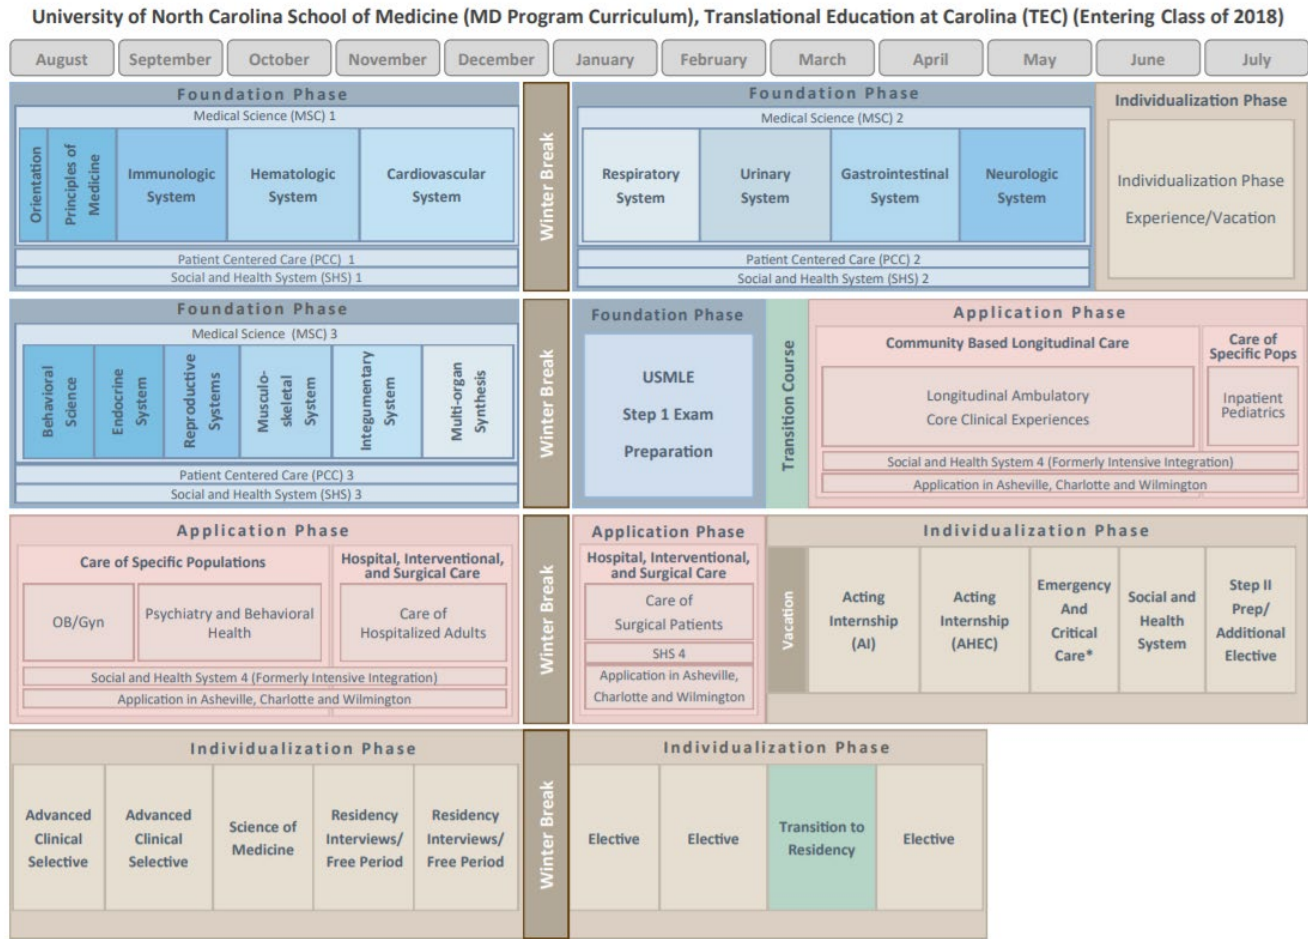 University of North Carolina School of Medicine (MD Program Curriculum), Translational Education at Carolina (TEC) (Entering Class of 2018)
August
September
October
November
December
January
February
March
April
May
June
July
Foundation Phase
Medical Science (MSC) 1
Orientation
Principles of
Medicine
Immunologic
System
Hematologic
System
Cardiovascular
System
Patient Centered Care (PCC) 1
Social and Health System (SHS) 1
Winter Break
Foundation Phase
Medical Science (MSC) 2
Respiratory
System
Urinary
System
Gastrointestinal
System
Neurologic
System
Patient Centered Care (PCC) 2
Social and Health System (SHS) 2
Individualization Phase
Individualization Phase
Experience/Vacation
Foundation Phase
Medical Science (MSC) 3
Behavioral
Science
Endocrine
System
Reproductive
Systems
Musculo-
skeletal
System
Integumentary
System
Multi-organ
Synthesis
Patient Centered Care (PCC) 3
Social and Health System (SHS) 3
Winter Break
Foundation Phase
USMLE
Step 1 Exam
Preparation
Transition Course
Application Phase
Community Based Longitudinal Care
Longitudinal Ambulatory
Core Clinical Experiences
Care of
Specific Pops
Inpatient
Pediatrics
Social and Health System 4 (Formerly Intensive Integration)
Application in Asheville, Charlotte and Wilmington
Application Phase
Care of Specific Populations
OB/Gyn
Psychiatry and Behavioral
Health
Hospital, Interventional,
and Surgical Care
Care of
Hospitalized Adults
Social and Health System 4 (Formerly Intensive Integration)
Application in Asheville, Charlotte and Wilmington
Winter Break
Application Phase
Hospital, Interventional,
and Surgical Care
Care of
Surgical Patients
SHS 4
Application in Asheville,
Charlotte and Wilmington
Individualization Phase
Vacation
Acting
Internship
(AI)
Acting
Internship
(AHEC)
Emergency
And
Critical
Care*
Social and
Health
System
Step II
Prep/
Additional
Elective
Individualization Phase
Advanced
Clinical
Selective
Advanced
Clinical
Selective
Science of
Medicine
Residency
Interviews/
Free Period
Residency
Interviews/
Free Period
Winter Break
Individualization Phase
Elective
Elective
Transition to
Residency
Elective